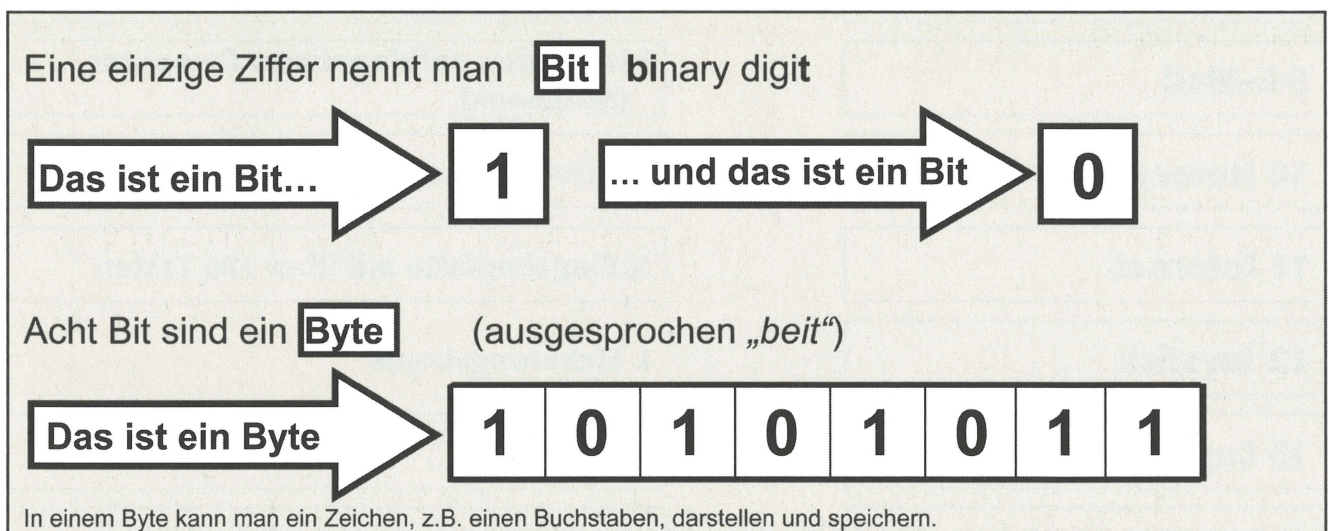 Eine einzige Ziffer nennt man Bit binary digit
Das ist ein Bit... 1 ... und das ist ein Bit 0
Acht Bit sind ein Byte (ausgesprochen „beit“)
Das ist ein Byte 1 0 1 0 1 0 1 1
In einem Byte kann man ein Zeichen, z.B. einen Buchstaben, darstellen und speichern.